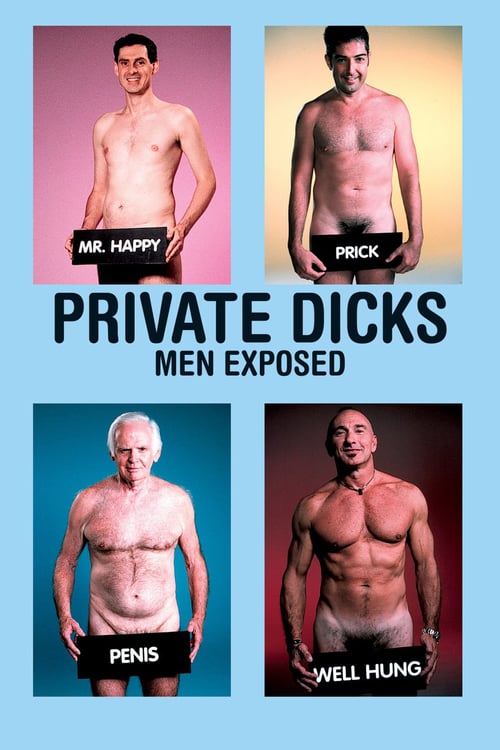 MR. HAPPY
PRICK
PRIVATE DICKS
MEN EXPOSED
PENIS
WELL HUNG